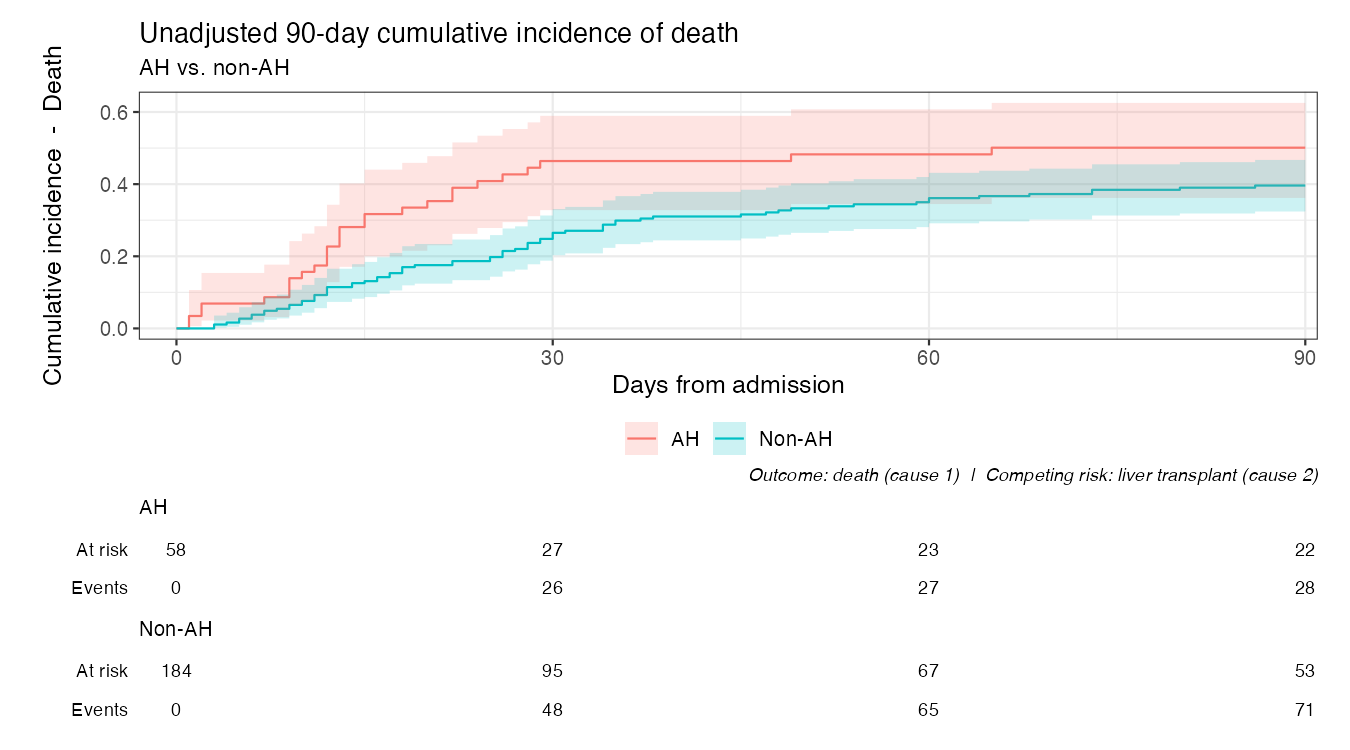 Unadjusted 90-day cumulative incidence of death
AH vs. non-AH
Cumulative incidence - Death
0.6
0.4
0.2
0.0
0 30 60 90
Days from admission
AH Non-AH
Outcome: death (cause 1) | Competing risk: liver transplant (cause 2)
AH
At risk 58 27 23 22
Events 0 26 27 28
Non-AH
At risk 184 95 67 53
Events 0 48 65 71